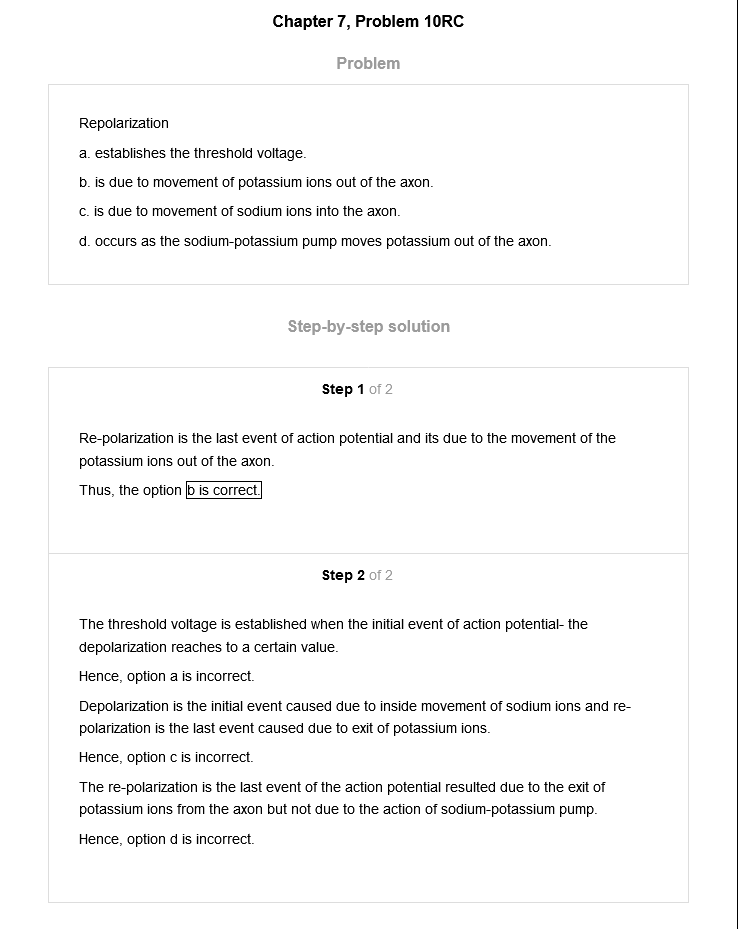 Chapter 7, Problem 10RC
Problem
Repolarization
a. establishes the threshold voltage.
b. is due to movement of potassium ions out of the axon.
c. is due to movement of sodium ions into the axon.
d. occurs as the sodium-potassium pump moves potassium out of the axon.
Step-by-step solution
Step 1 of 2
Re-polarization is the last event of action potential and its due to the movement of the
potassium ions out of the axon.
Thus, the option b is correct.
Step 2 of 2
The threshold voltage is established when the initial event of action potential- the
depolarization reaches to a certain value.
Hence, option a is incorrect.
Depolarization is the initial event caused due to inside movement of sodium ions and re-
polarization is the last event caused due to exit of potassium ions.
Hence, option c is incorrect.
The re-polarization is the last event of the action potential resulted due to the exit of
potassium ions from the axon but not due to the action of sodium-potassium pump.
Hence, option d is incorrect.